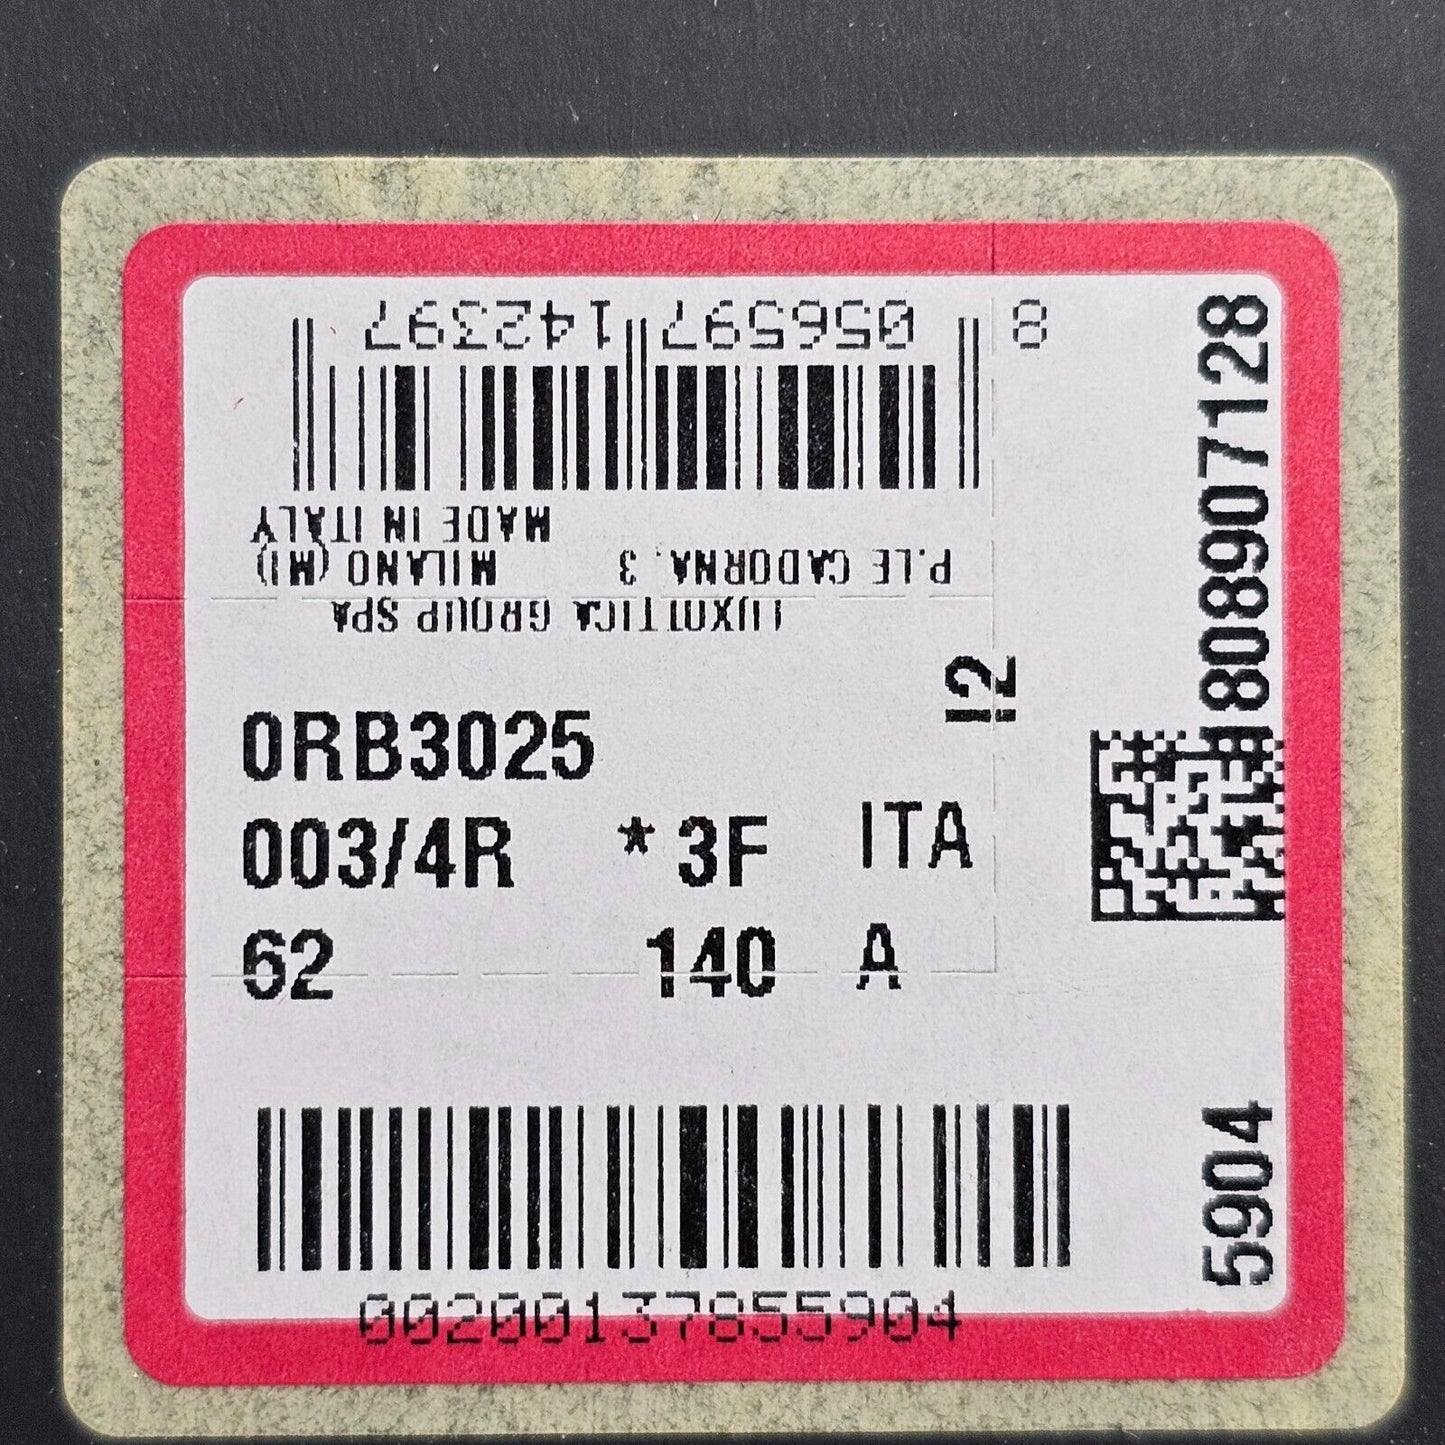 8 056597 142397
MADE IN ITALY
P.LE CADORNA, 3 MILANO (MI)
LUXOTTICA GROUP SPA
I2
0RB3025
003/4R *3F ITA
62 140 A
00200137855904
808907128
5904